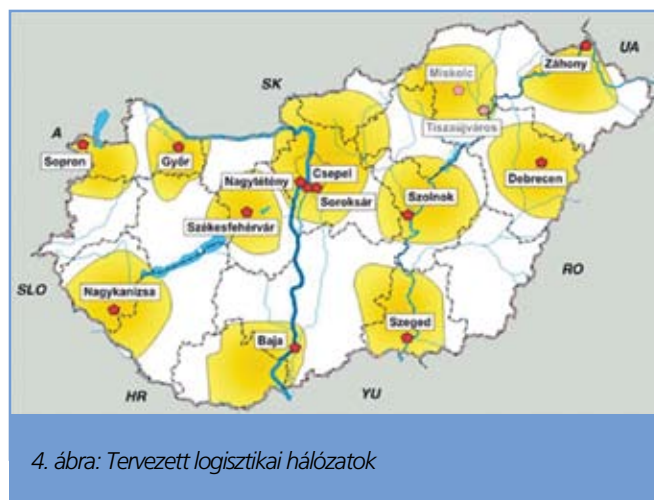 UA
SK
Miskolc
Záhony
Tiszaújváros
A
Sopron
Győr
Nagytétény
Csepel
Soroksár
Debrecen
Szolnok
Székesfehérvár
RO
SLO
Nagykanizsa
Szeged
Baja
HR
YU
4. ábra: Tervezett logisztikai hálózatok